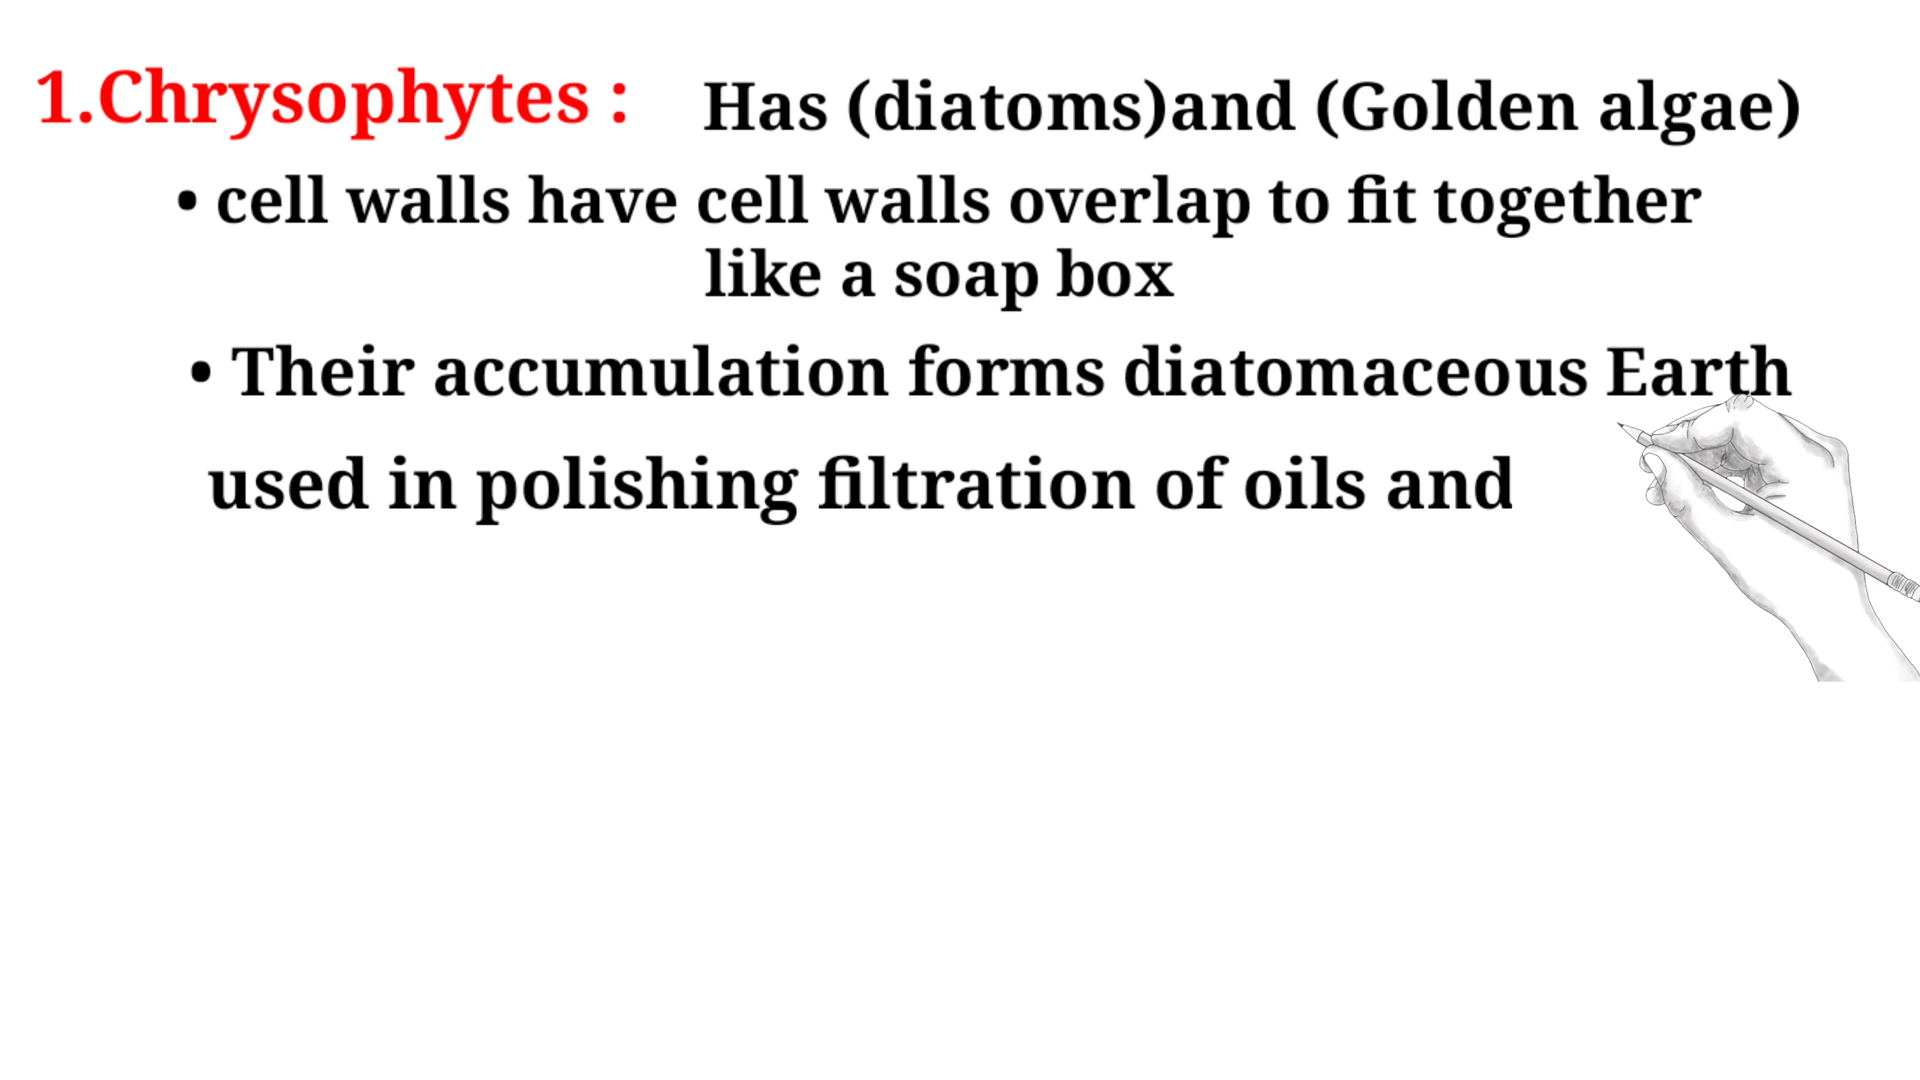 1.Chrysophytes : Has (diatoms)and (Golden algae)
• cell walls have cell walls overlap to fit together
like a soap box
• Their accumulation forms diatomaceous Earth
used in polishing filtration of oils and